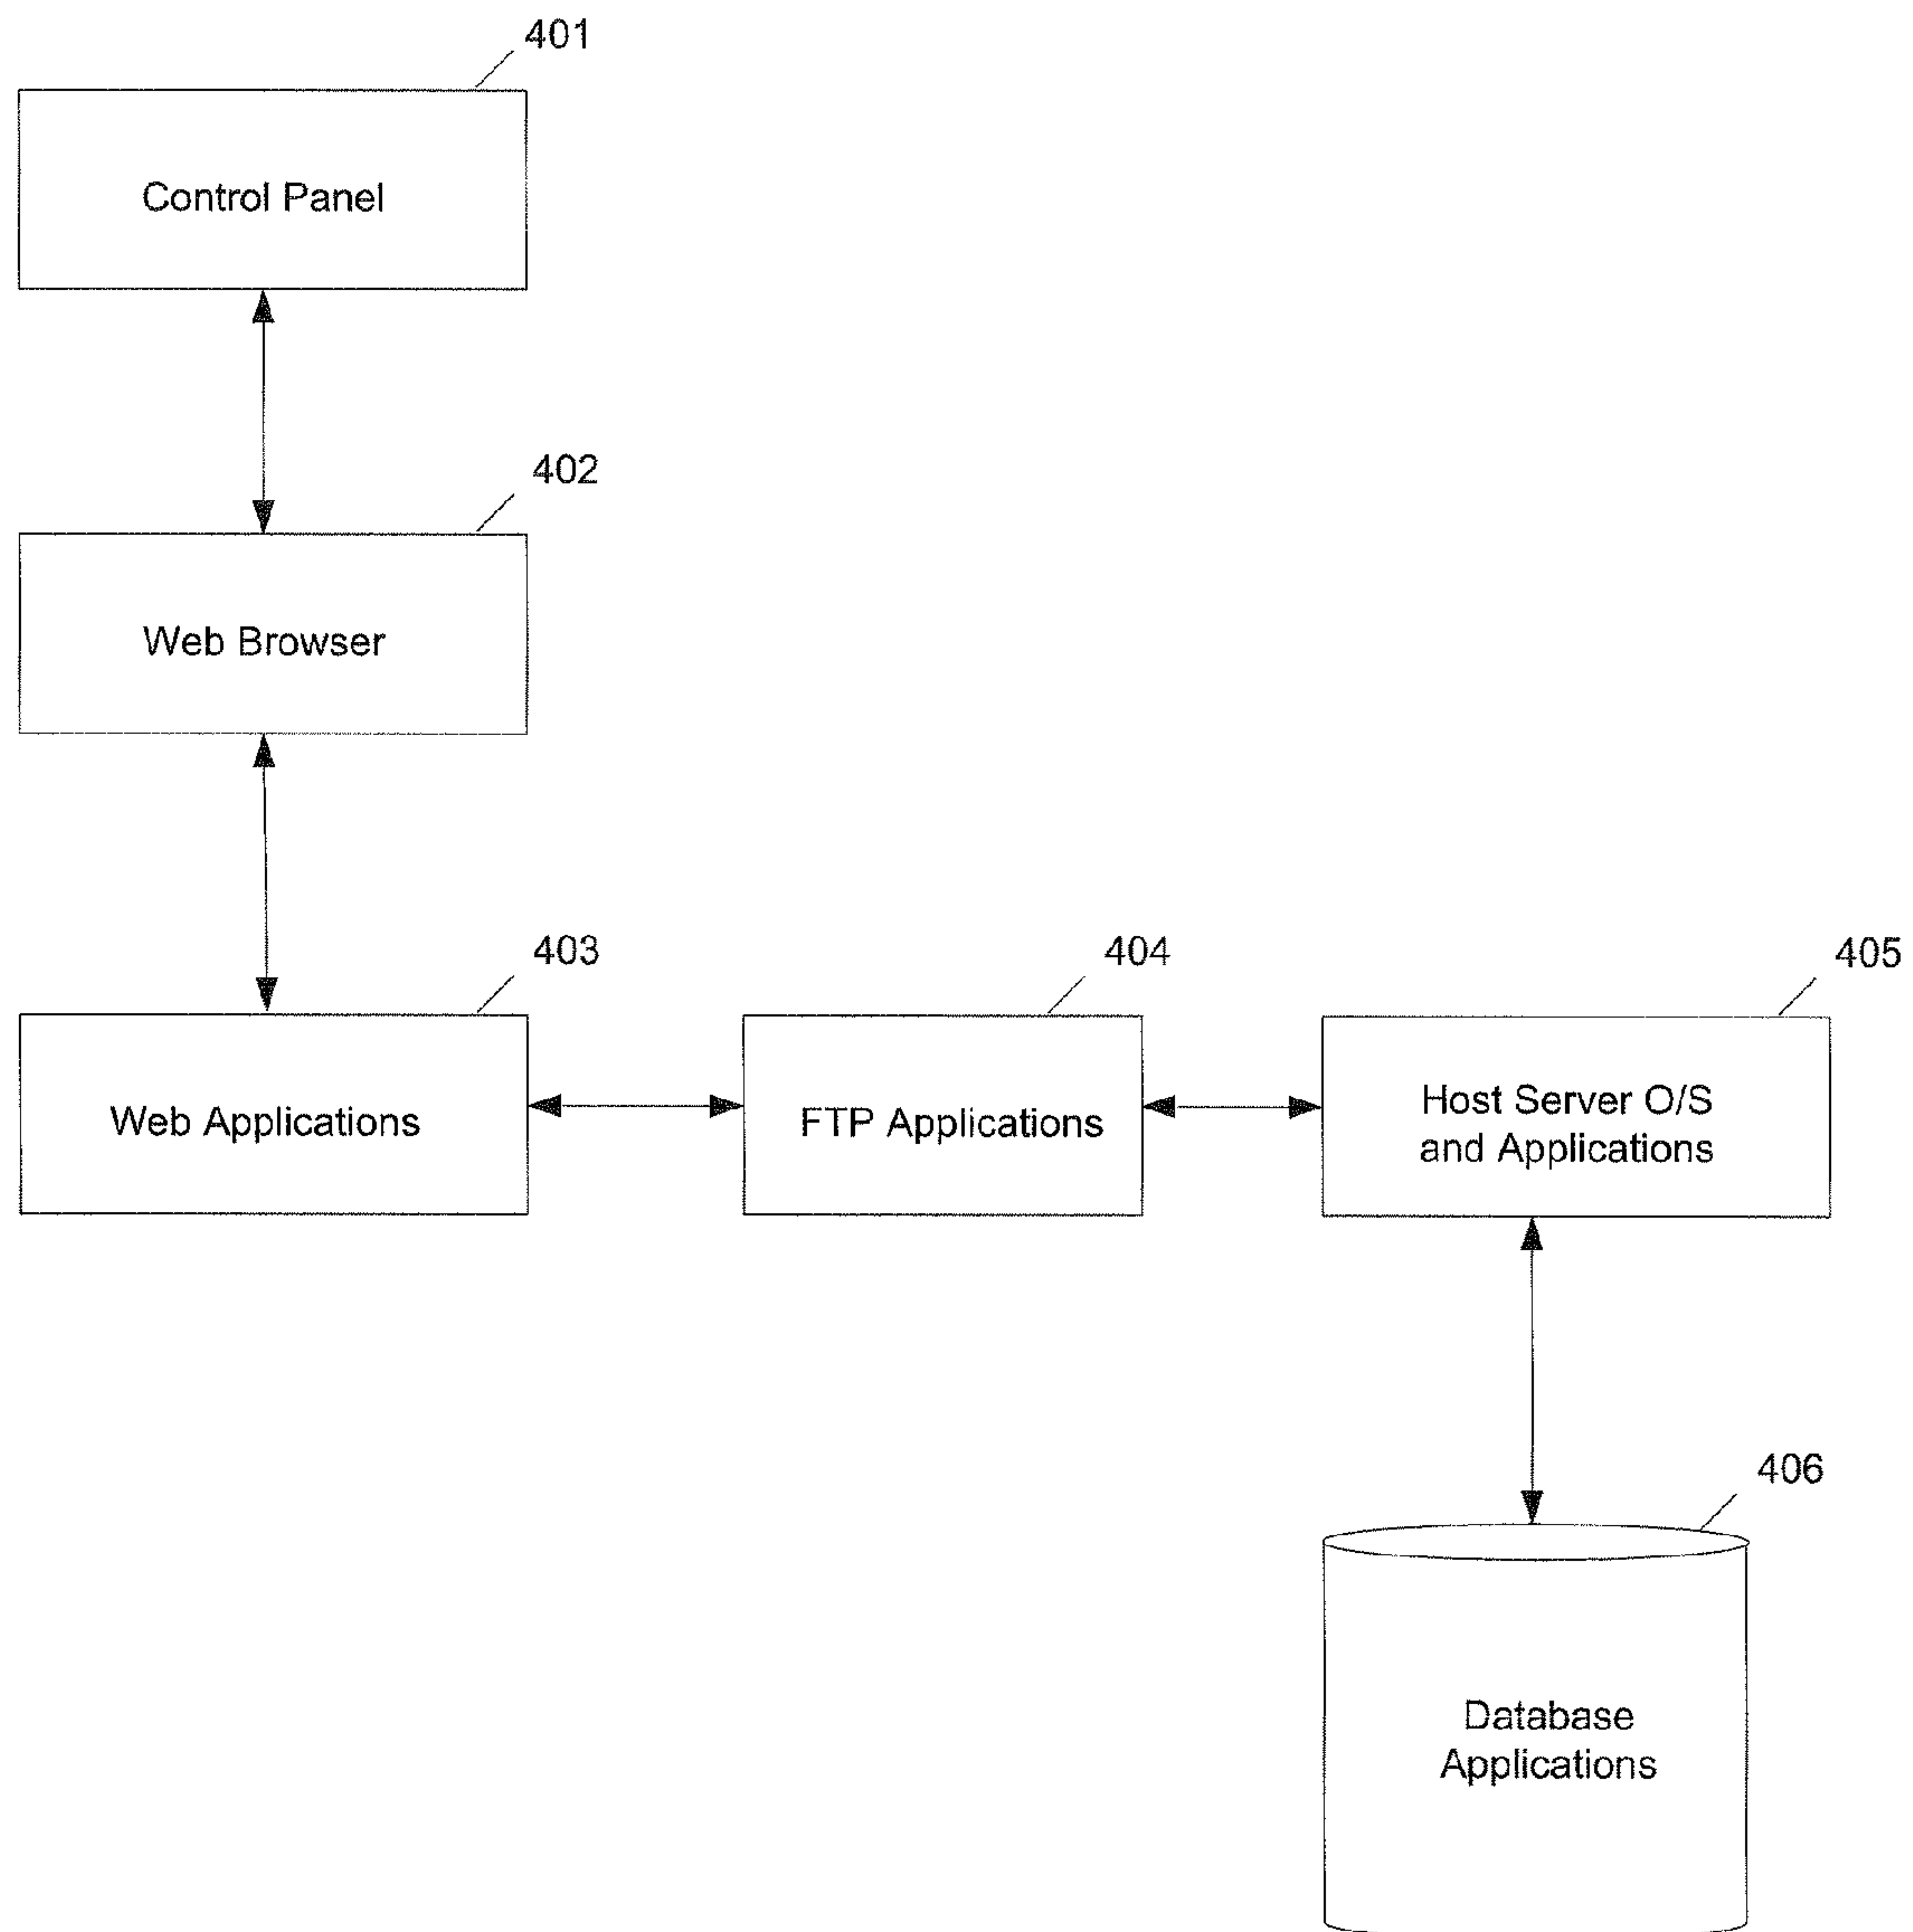 401
Control Panel
402
Web Browser
403
Web Applications
404
FTP Applications
405
Host Server O/S
and Applications
406
Database
Applications